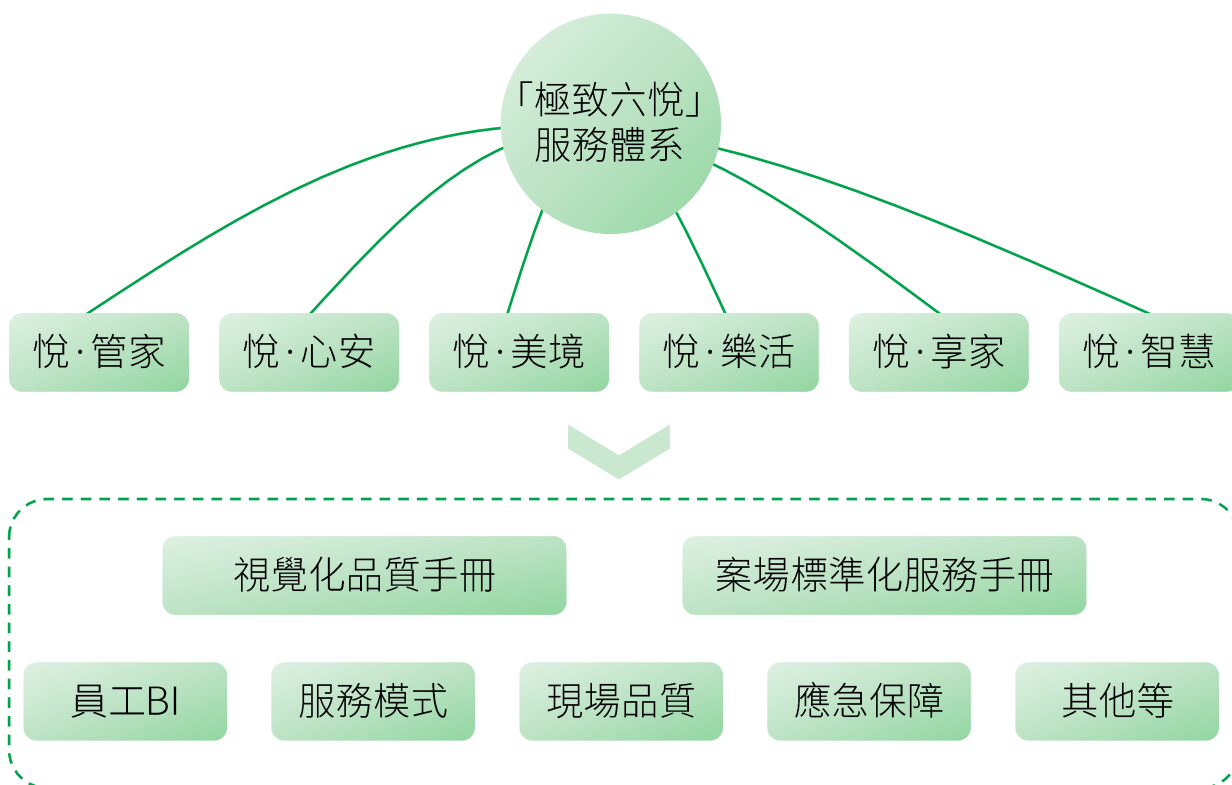 「極致六悅」
服務體系
悅·管家
悅·心安
悅·美境
悅·樂活
悅·享家
悅·智慧
視覺化品質手冊
案場標準化服務手冊
員工BI
服務模式
現場品質
應急保障
其他等